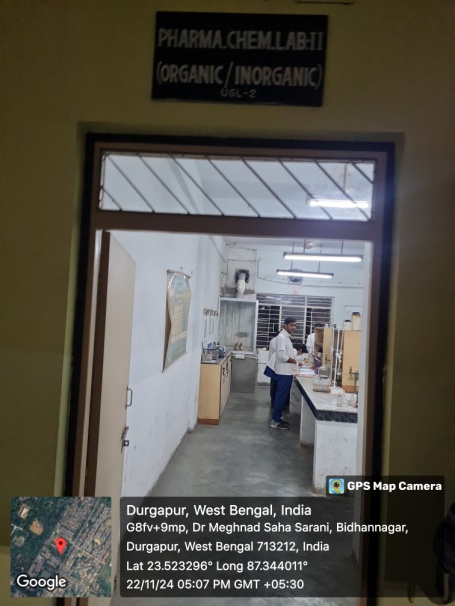 PHARMA.CHEM.LAB-II
(ORGANIC/INORGANIC)
UGL-2
GPS Map Camera
Durgapur, West Bengal, India
G8fv+9mp, Dr Meghnad Saha Sarani, Bidhannagar,
Durgapur, West Bengal 713212, India
Lat 23.523296° Long 87.344011°
22/11/24 05:07 PM GMT +05:30
Google